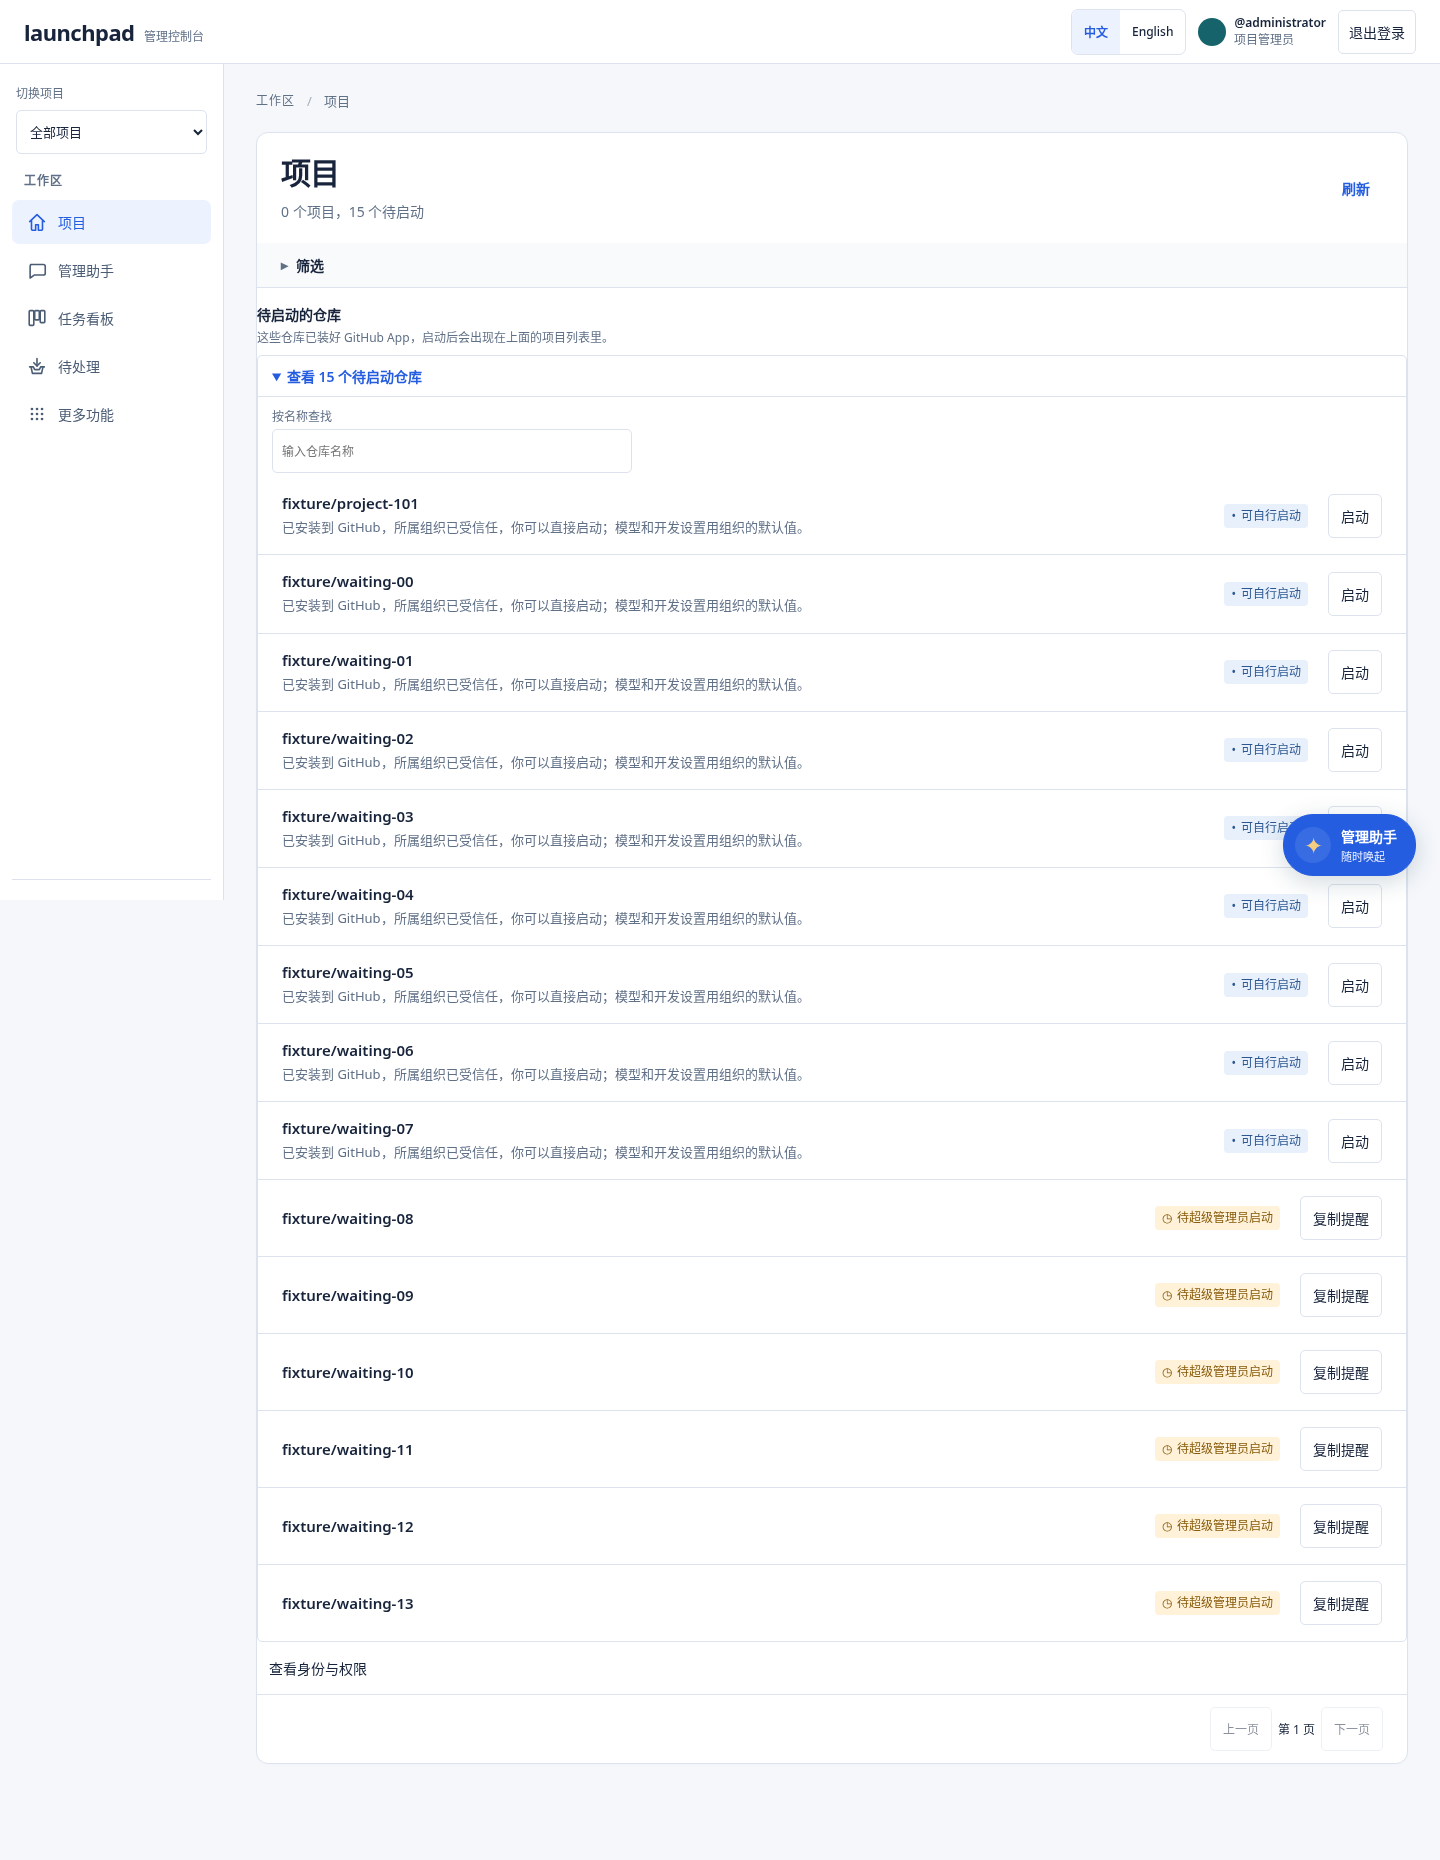 launchpad 管理控制台
中文 English
@administrator
项目管理员
退出登录
切换项目
全部项目
工作区
项目
管理助手
任务看板
待处理
更多功能
工作区 / 项目
项目
0 个项目，15 个待启动
刷新
筛选
待启动的仓库
这些仓库已装好 GitHub App，启动后会出现在上面的项目列表里。
查看 15 个待启动仓库
按名称查找
输入仓库名称
fixture/project-101
已安装到 GitHub，所属组织已受信任，你可以直接启动；模型和开发设置用组织的默认值。
• 可自行启动 启动
fixture/waiting-00
已安装到 GitHub，所属组织已受信任，你可以直接启动；模型和开发设置用组织的默认值。
• 可自行启动 启动
fixture/waiting-01
已安装到 GitHub，所属组织已受信任，你可以直接启动；模型和开发设置用组织的默认值。
• 可自行启动 启动
fixture/waiting-02
已安装到 GitHub，所属组织已受信任，你可以直接启动；模型和开发设置用组织的默认值。
• 可自行启动 启动
fixture/waiting-03
已安装到 GitHub，所属组织已受信任，你可以直接启动；模型和开发设置用组织的默认值。
• 可自行启
管理助手
随时唤起
fixture/waiting-04
已安装到 GitHub，所属组织已受信任，你可以直接启动；模型和开发设置用组织的默认值。
• 可自行启动 启动
fixture/waiting-05
已安装到 GitHub，所属组织已受信任，你可以直接启动；模型和开发设置用组织的默认值。
• 可自行启动 启动
fixture/waiting-06
已安装到 GitHub，所属组织已受信任，你可以直接启动；模型和开发设置用组织的默认值。
• 可自行启动 启动
fixture/waiting-07
已安装到 GitHub，所属组织已受信任，你可以直接启动；模型和开发设置用组织的默认值。
• 可自行启动 启动
fixture/waiting-08 待超级管理员启动 复制提醒
fixture/waiting-09 待超级管理员启动 复制提醒
fixture/waiting-10 待超级管理员启动 复制提醒
fixture/waiting-11 待超级管理员启动 复制提醒
fixture/waiting-12 待超级管理员启动 复制提醒
fixture/waiting-13 待超级管理员启动 复制提醒
查看身份与权限
上一页 第 1 页 下一页